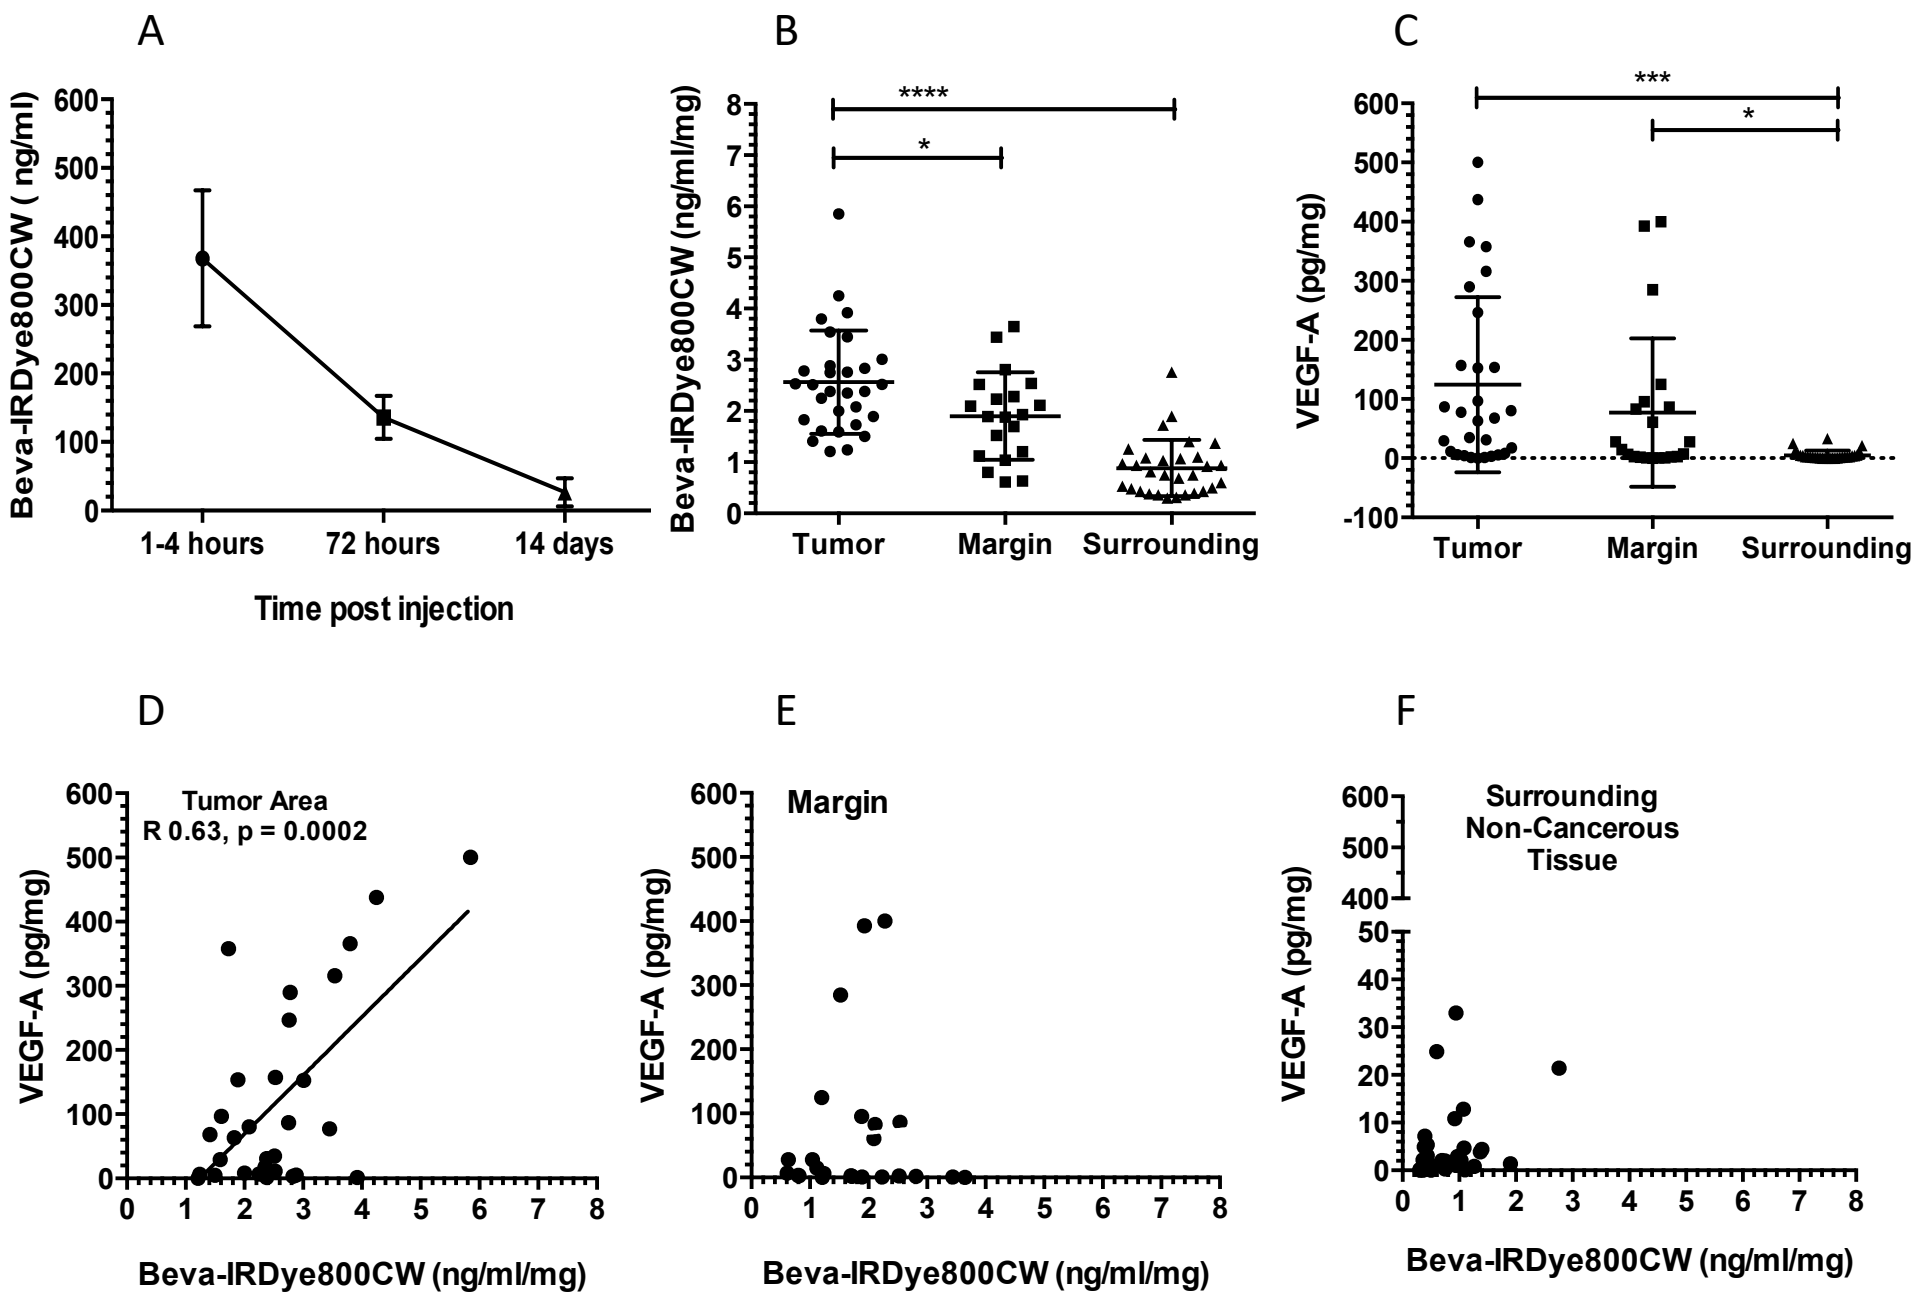 A
Beva-IRDye800CW ( ng/ml)
600
500
400
300
200
100
0
1-4 hours
72 hours
14 days
Time post injection
B
Beva-IRDye800CW (ng/ml/mg)
8
7
6
5
4
3
2
1
0
****
*
Tumor
Margin
Surrounding
C
VEGF-A (pg/mg)
600
500
400
300
200
100
0
-100
***
*
Tumor
Margin
Surrounding
D
VEGF-A (pg/mg)
600
500
400
300
200
100
0
Tumor Area
R 0.63, p = 0.0002
0 1 2 3 4 5 6 7 8
Beva-IRDye800CW (ng/ml/mg)
E
VEGF-A (pg/mg)
600
500
400
300
200
100
0
Margin
0 1 2 3 4 5 6 7 8
Beva-IRDye800CW (ng/ml/mg)
F
VEGF-A (pg/mg)
600
500
400
50
40
30
20
10
0
Surrounding
Non-Cancerous
Tissue
0 1 2 3 4 5 6 7 8
Beva-IRDye800CW (ng/ml/mg)